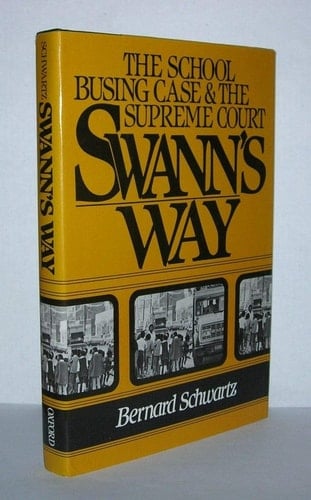 THE SCHOOL
BUSING CASE & THE
SUPREME COURT
SWANN'S
WAY
Bernard Schwartz
SCHWARTZ
SWANN'S WAY
OXFORD